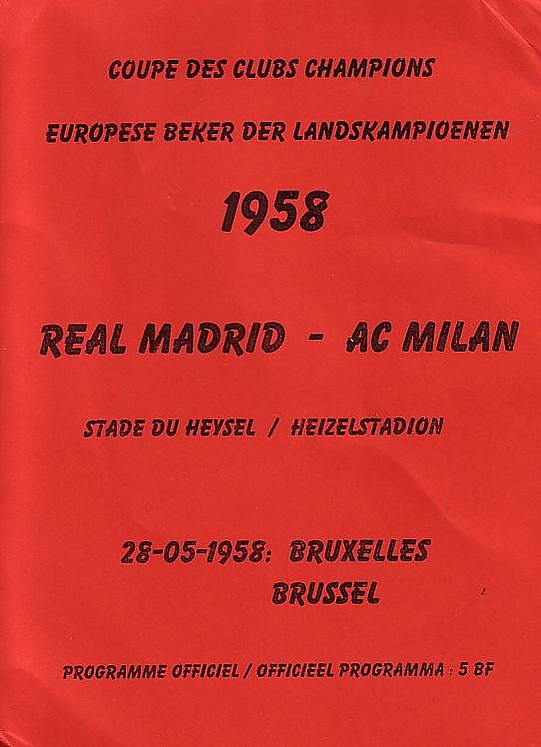 COUPE DES CLUBS CHAMPIONS
EUROPESE BEKER DER LANDSKAMPIOENEN
1958
REAL MADRID - AC MILAN
STADE DU HEYSEL / HEIZELSTADION
28-05-1958: BRUXELLES
BRUSSEL
PROGRAMME OFFICIEL / OFFICIEEL PROGRAMMA : 5 BF